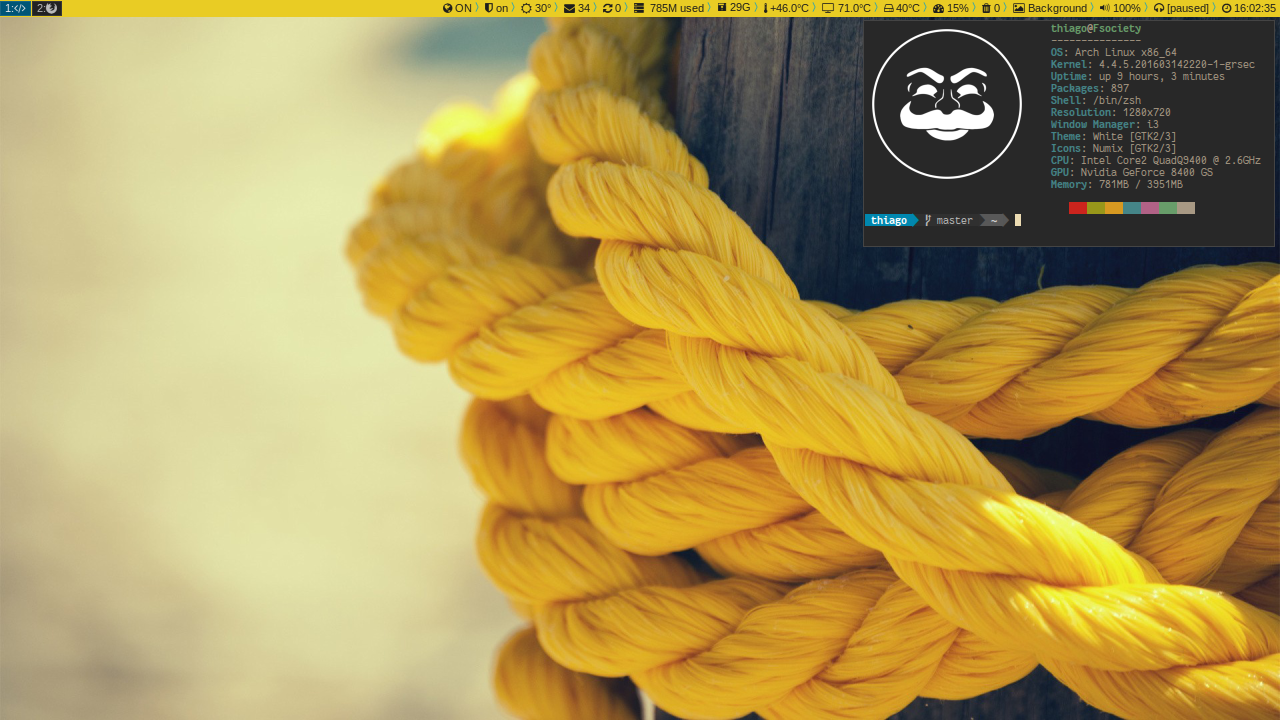 1: 2: ON on 30° 34 0 785M used 29G +46.0°C 71.0°C 40°C 15% 0 Background 100% [paused] 16:02:35
thiago@Fsociety
---------------
OS: Arch Linux x86_64
Kernel: 4.4.5.201603142220-1-grsec
Uptime: up 9 hours, 3 minutes
Packages: 897
Shell: /bin/zsh
Resolution: 1280x720
Window Manager: i3
Theme: White [GTK2/3]
Icons: Numix [GTK2/3]
CPU: Intel Core2 QuadQ9400 @ 2.6GHz
GPU: Nvidia GeForce 8400 GS
Memory: 781MB / 3951MB
thiago master ~